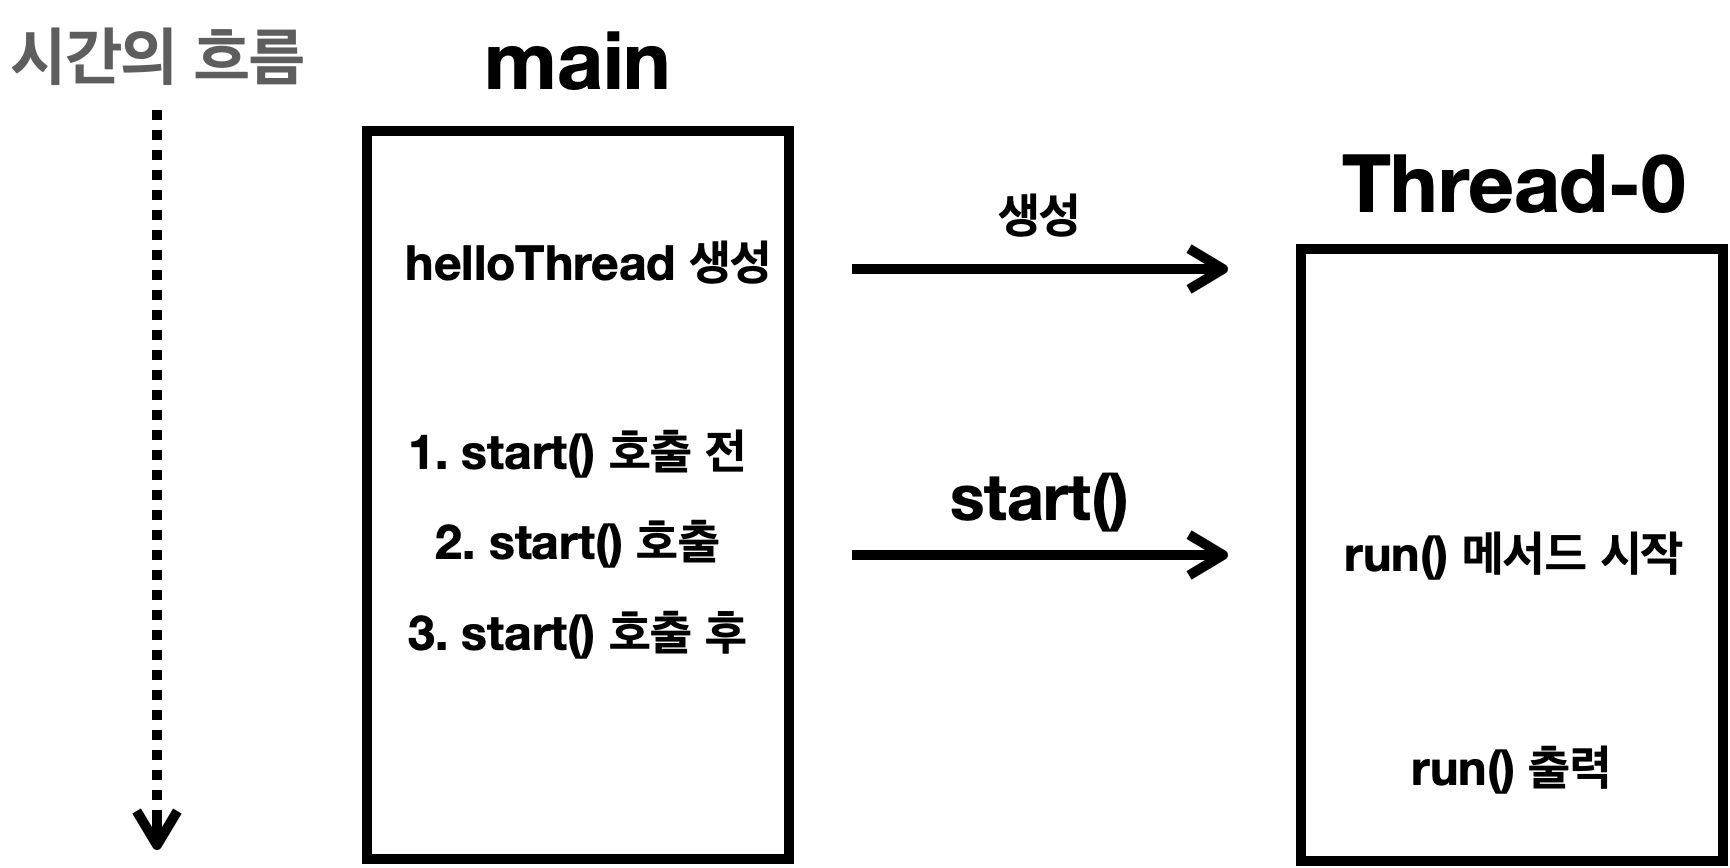 시간의 흐름
main
helloThread 생성
1. start() 호출 전
2. start() 호출
3. start() 호출 후
생성
start()
Thread-0
run() 메서드 시작
run() 출력